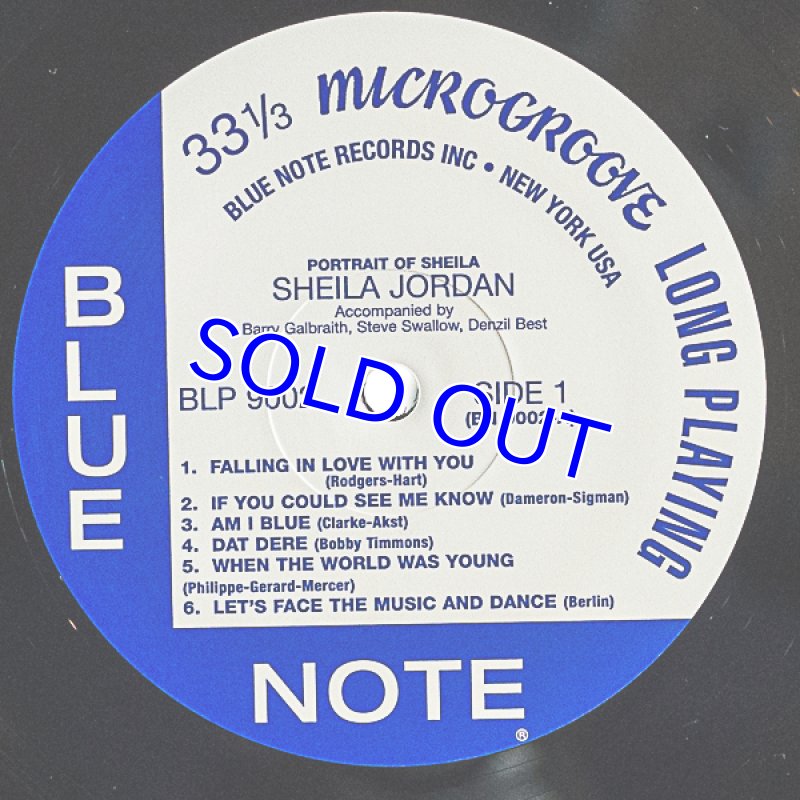 33 1/3 MICROGROOVE LONG PLAYING
BLUE NOTE RECORDS INC • NEW YORK USA
PORTRAIT OF SHEILA
SHEILA JORDAN
Accompanied by
Barry Galbraith, Steve Swallow, Denzil Best
BLP 9002
SIDE 1
SOLD OUT
1. FALLING IN LOVE WITH YOU
(Rodgers-Hart)
2. IF YOU COULD SEE ME KNOW (Dameron-Sigman)
3. AM I BLUE (Clarke-Akst)
4. DAT DERE (Bobby Timmons)
5. WHEN THE WORLD WAS YOUNG
(Philippe-Gerard-Mercer)
6. LET'S FACE THE MUSIC AND DANCE (Berlin)
BLUE
NOTE
®